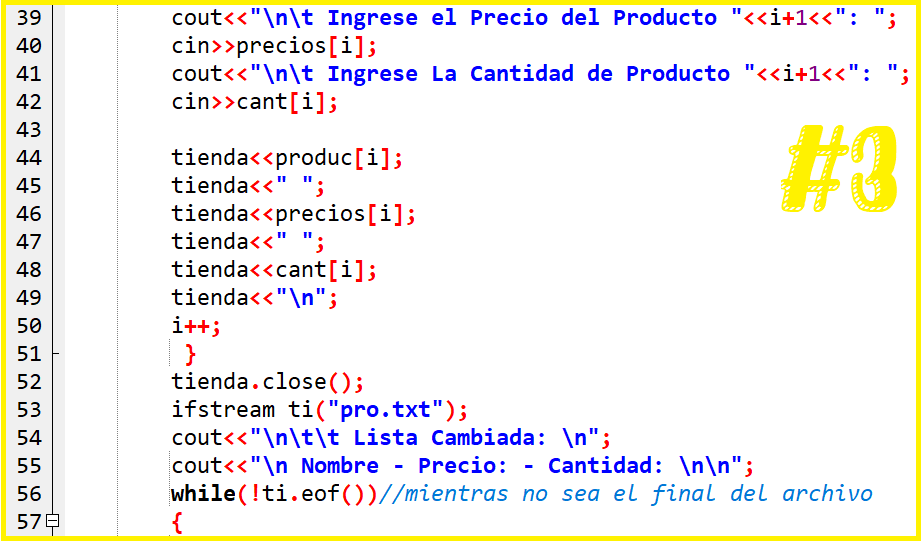 39 cout<<"\n\t Ingrese el Precio del Producto "<<i+1<<": ";
40 cin>>precios[i];
41 cout<<"\n\t Ingrese La Cantidad de Producto "<<i+1<<": ";
42 cin>>cant[i];
43
#3
44 tienda<<produc[i];
45 tienda<<" ";
46 tienda<<precios[i];
47 tienda<<" ";
48 tienda<<cant[i];
49 tienda<<"\n";
50 i++;
51 }
52 tienda.close();
53 ifstream ti("pro.txt");
54 cout<<"\n\t\t Lista Cambiada: \n";
55 cout<<"\n Nombre - Precio: - Cantidad: \n\n";
56 while(!ti.eof())//mientras no sea el final del archivo
57 {